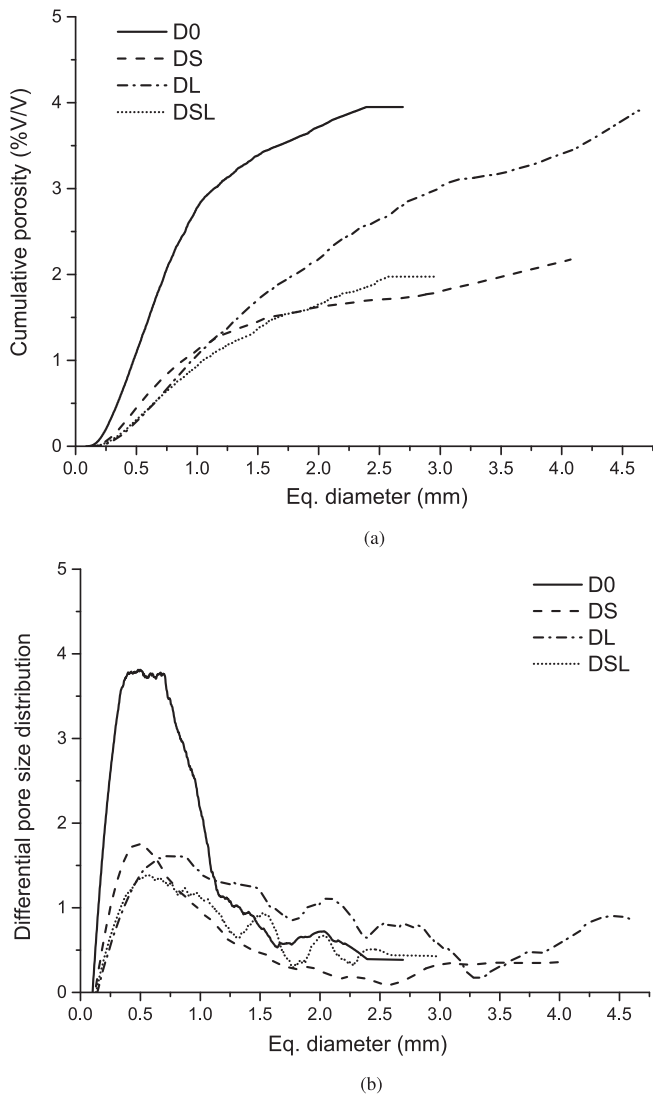 5
4
3
2
1
0
Cumulative porosity (%V/V)
D0
DS
DL
DSL
0.0 0.5 1.0 1.5 2.0 2.5 3.0 3.5 4.0 4.5
Eq. diameter (mm)
(a)
5
4
3
2
1
0
Differential pore size distribution
D0
DS
DL
DSL
0.0 0.5 1.0 1.5 2.0 2.5 3.0 3.5 4.0 4.5
Eq. diameter (mm)
(b)